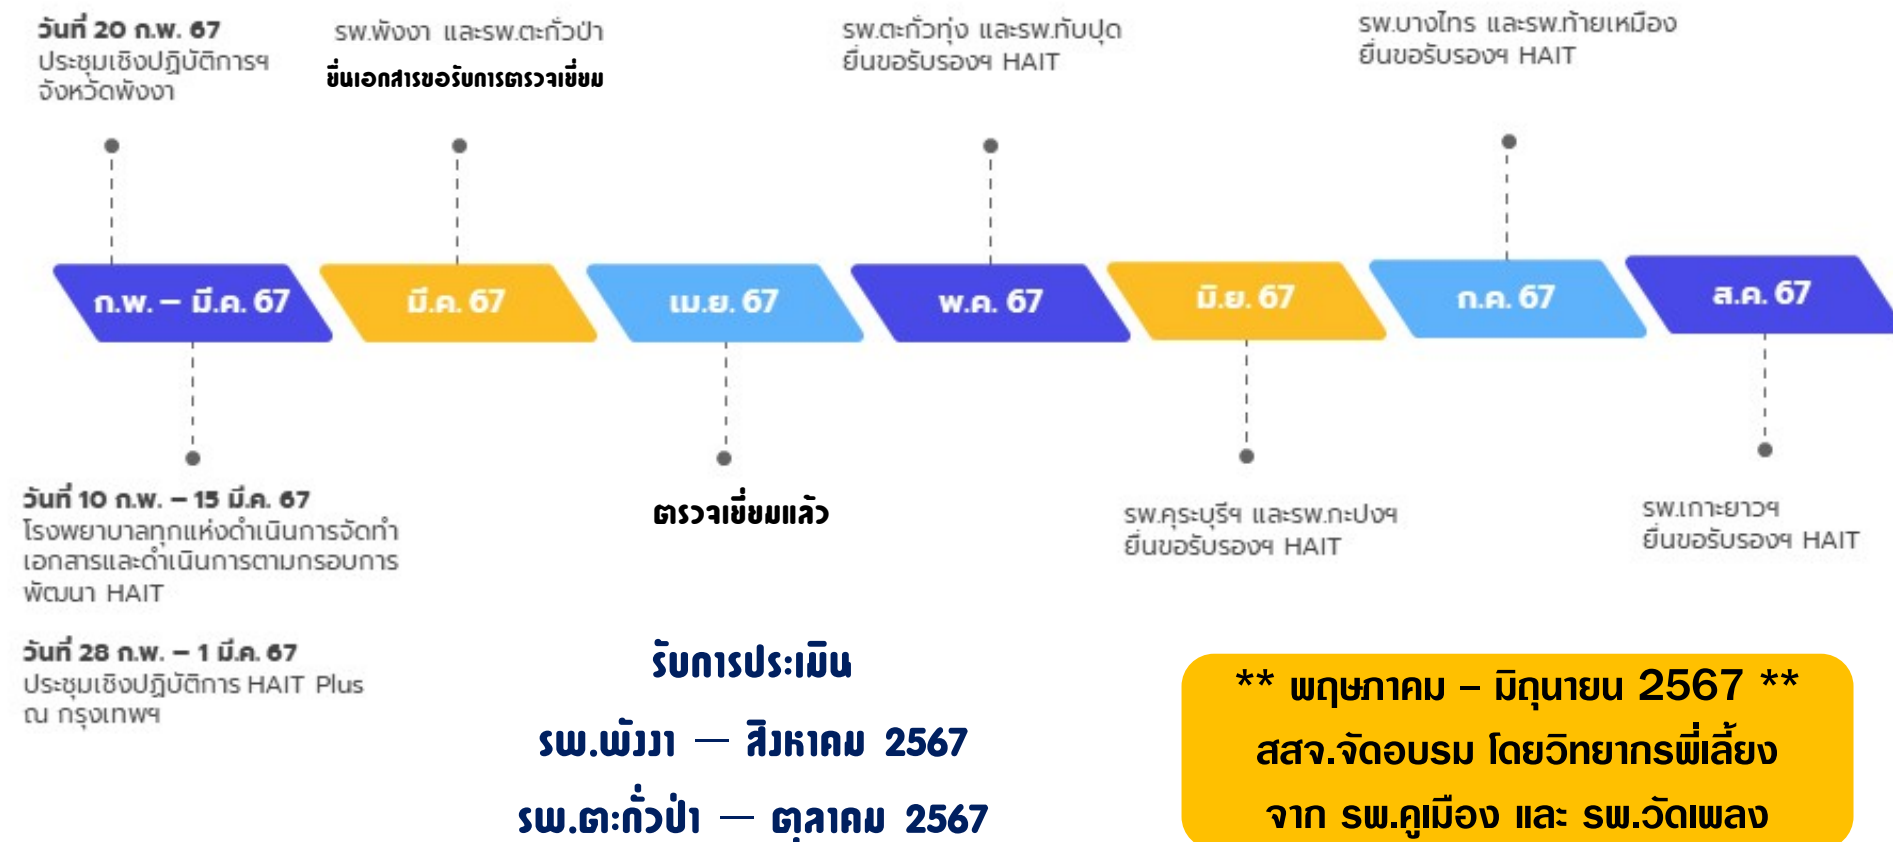 วันที่ 20 ก.พ. 67
ประชุมเชิงปฏิบัติการฯ
จังหวัดพังงา
รพ.พังงา และรพ.ตะกั่วป่า
ยื่นเอกสารขอรับการตรวจเยี่ยม
รพ.ตะกั่วทุ่ง และรพ.ทับปุด
ยื่นขอรับรองฯ HAIT
รพ.บางไทร และรพ.ท้ายเหมือง
ยื่นขอรับรองฯ HAIT
ก.พ. – มี.ค. 67
มี.ค. 67
เม.ย. 67
พ.ค. 67
มิ.ย. 67
ก.ค. 67
ส.ค. 67
วันที่ 10 ก.พ. – 15 มี.ค. 67
โรงพยาบาลทุกแห่งดำเนินการจัดทำ
เอกสารและดำเนินการตามกรอบการ
พัฒนา HAIT
วันที่ 28 ก.พ. – 1 มี.ค. 67
ประชุมเชิงปฏิบัติการ HAIT Plus
ณ กรุงเทพฯ
ตรวจเยี่ยมแล้ว
รพ.คุระบุรีฯ และรพ.กะปงฯ
ยื่นขอรับรองฯ HAIT
รพ.เกาะยาวฯ
ยื่นขอรับรองฯ HAIT
รับการประเมิน
รพ.พังงา – สิงหาคม 2567
รพ.ตะกั่วป่า – ตุลาคม 2567
** พฤษภาคม – มิถุนายน 2567 **
สสจ.จัดอบรม โดยวิทยากรพี่เลี้ยง
จาก รพ.คูเมือง และ รพ.วัดเพลง